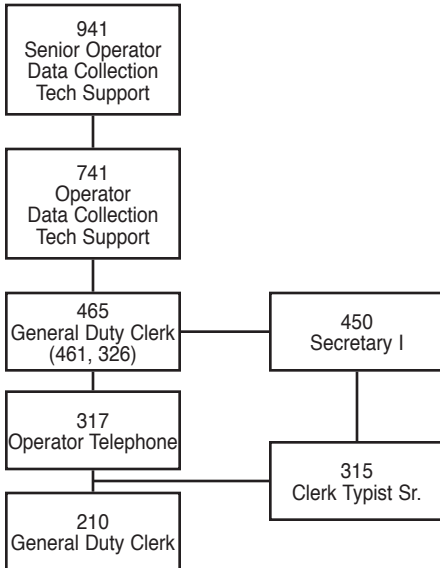 941
Senior Operator
Data Collection
Tech Support
741
Operator
Data Collection
Tech Support
465
General Duty Clerk
(461, 326)
450
Secretary I
317
Operator Telephone
315
Clerk Typist Sr.
210
General Duty Clerk